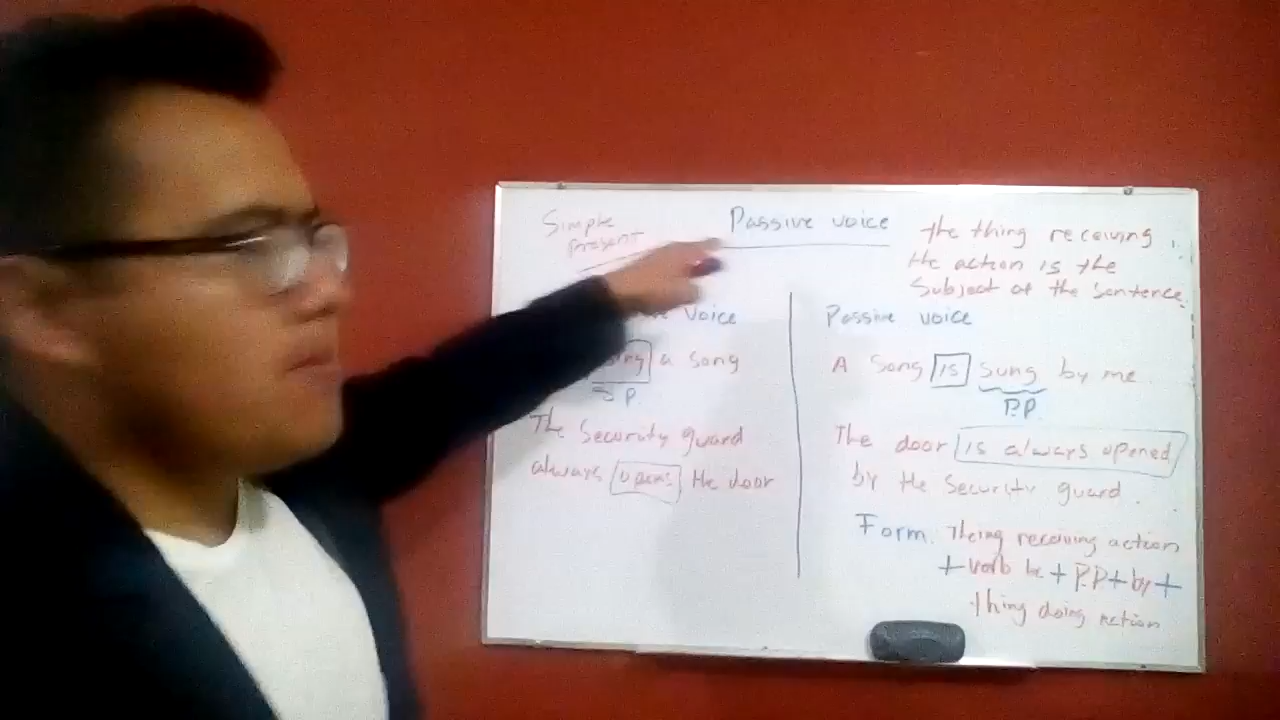 Simple
present
Passive voice
the thing receiving
the action is the
Subject of the sentence.
voice
a song
S P.
The security guard
always opens the door
Passive voice
A song is sung by me.
P.P.
The door is always opened
by the security guard.
Form. Thing receiving action
+ verb be + P.P + by +
thing doing action